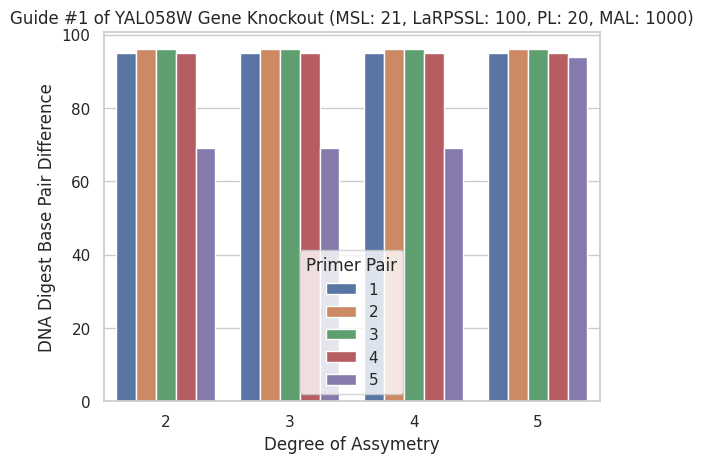 Guide #1 of YAL058W Gene Knockout (MSL: 21, LaRPSSL: 100, PL: 20, MAL: 1000)
DNA Digest Base Pair Difference
100
80
60
40
20
0
Primer Pair
1
2
3
4
5
2 3 4 5
Degree of Assymetry